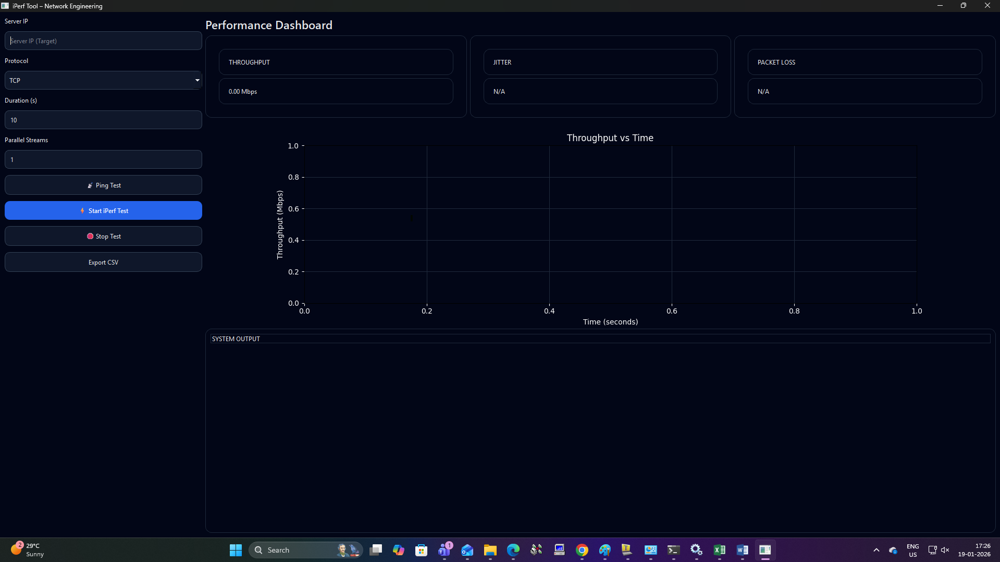 iPerf Tool – Network Engineering
Server IP
Server IP (Target)
Protocol
TCP
Duration (s)
10
Parallel Streams
1
Ping Test
Start iPerf Test
Stop Test
Export CSV
Performance Dashboard
THROUGHPUT
0.00 Mbps
JITTER
N/A
PACKET LOSS
N/A
Throughput vs Time
Throughput (Mbps)
1.0
0.8
0.6
0.4
0.2
0.0
0.0 0.2 0.4 0.6 0.8 1.0
Time (seconds)
SYSTEM OUTPUT
2
29°C
Sunny
Search
1
ENG
US
17:26
19-01-2026